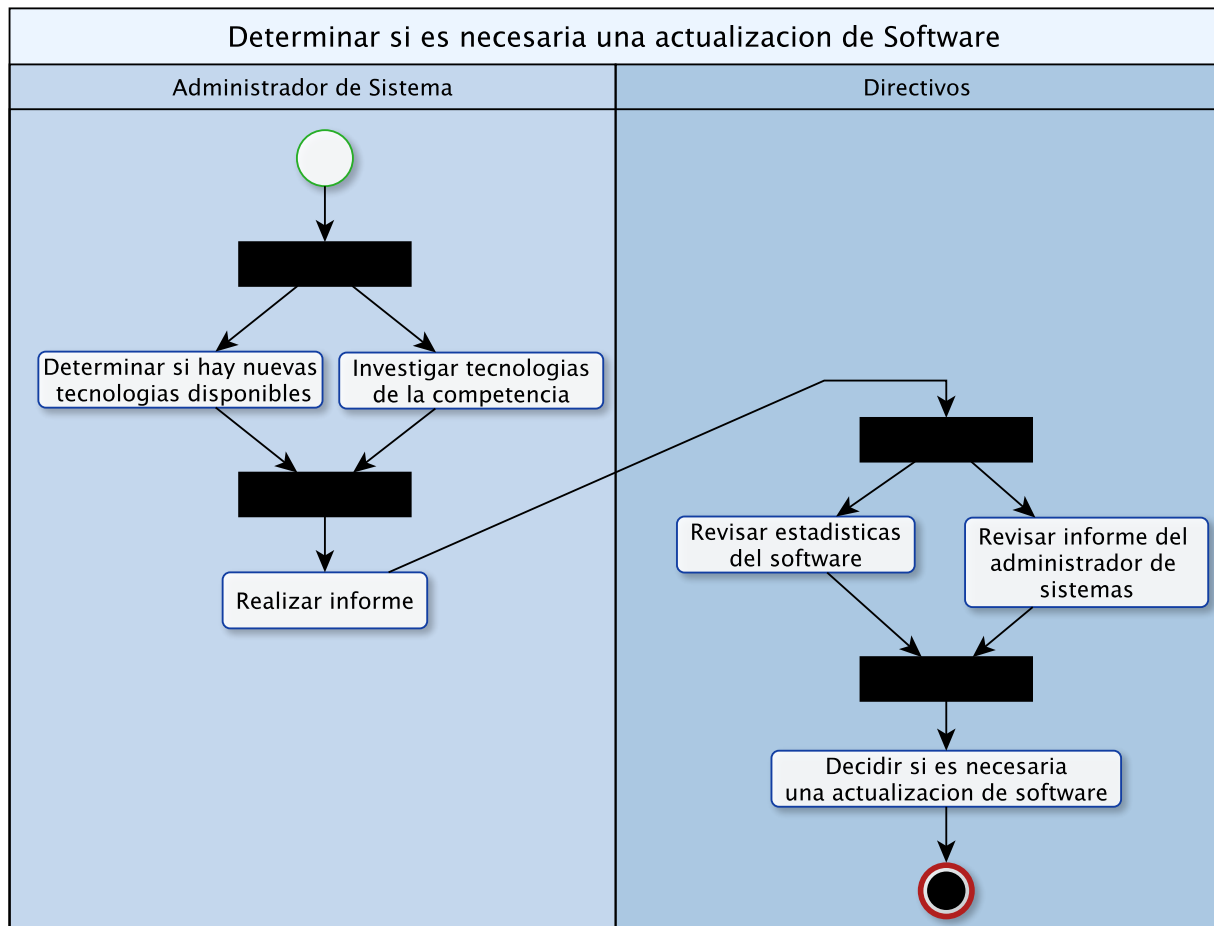 Determinar si es necesaria una actualizacion de Software
Administrador de Sistema
Directivos
Determinar si hay nuevas
tecnologias disponibles
Investigar tecnologias
de la competencia
Realizar informe
Revisar estadisticas
del software
Revisar informe del
administrador de
sistemas
Decidir si es necesaria
una actualizacion de software